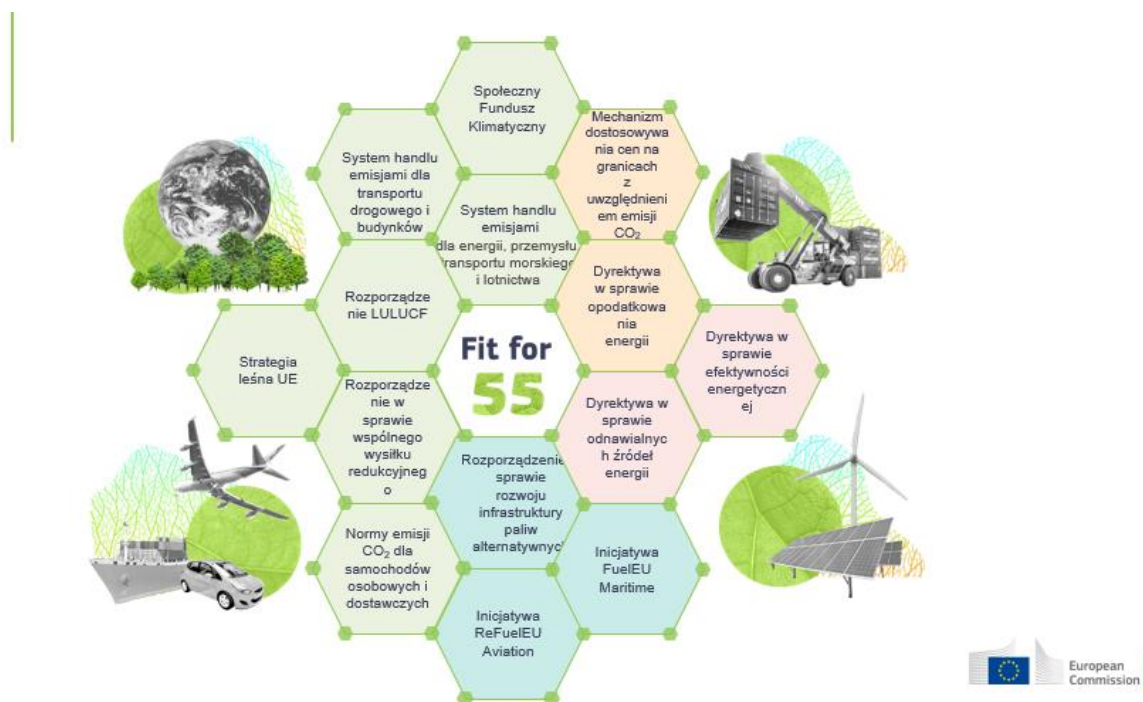 Społeczny
Fundusz
Klimatyczny
Mechanizm
dostosowywa
nia cen na
granicach
z
uwzględnieni
em emisji
CO₂
System handlu
emisjami dla
transportu
drogowego i
budynków
System handlu
emisjami
dla energii, przemysłu
transportu morskiego
i lotnictwa
Dyrektywa
w sprawie
opodatkowa
nia
energii
Rozporządze
nie LULUCF
Fit for
55
Dyrektywa w
sprawie
efektywności
energetyczn
ej
Strategia
leśna UE
Rozporządze
nie w
sprawie
wspólnego
wysiłku
redukcyjneg
o
Dyrektywa w
sprawie
odnawialnyc
h źródeł
energii
Rozporządzenie
sprawie
rozwoju
infrastruktury
paliw
alternatywnyc
Normy emisji
CO₂ dla
samochodów
osobowych i
dostawczych
Inicjatywa
FuelEU
Maritime
Inicjatywa
ReFuelEU
Aviation
European
Commission